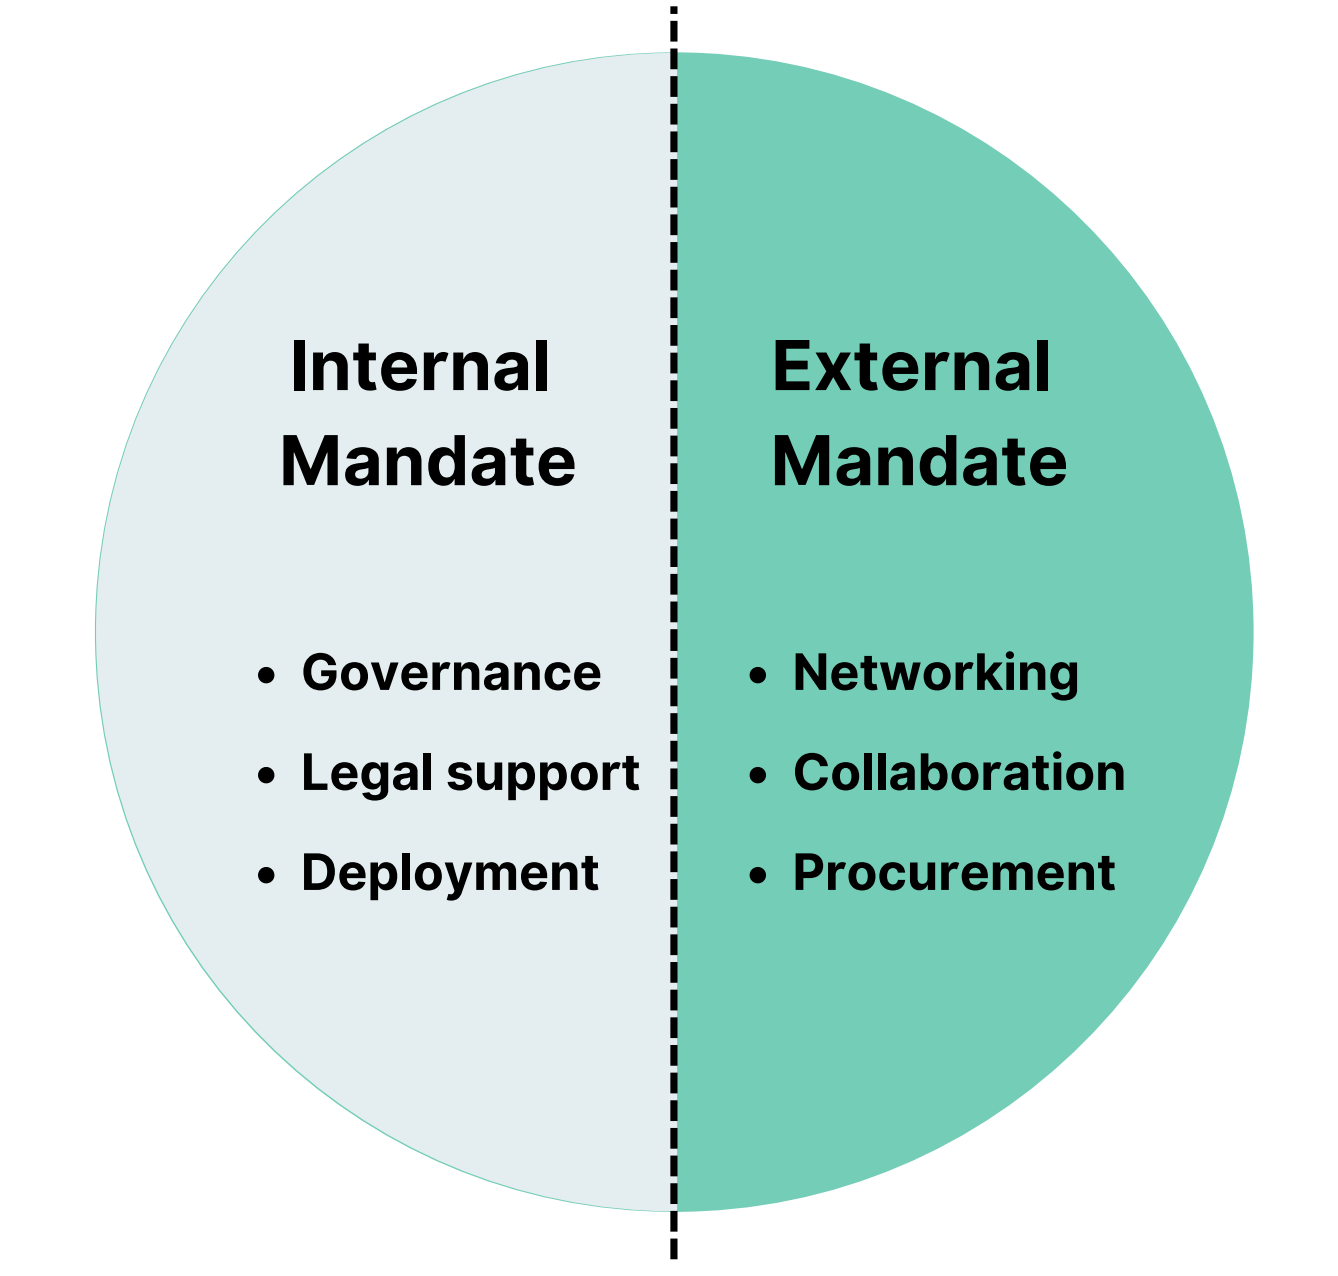 Internal
Mandate
• Governance
• Legal support
• Deployment
External
Mandate
• Networking
• Collaboration
• Procurement